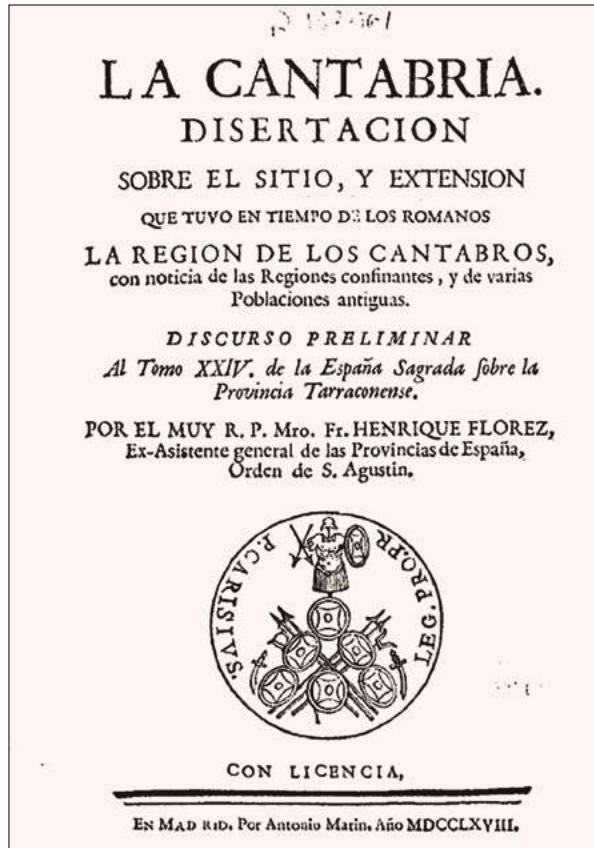 LA CANTABRIA.
DISERTACION
SOBRE EL SITIO, Y EXTENSION
QUE TUVO EN TIEMPO DE LOS ROMANOS
LA REGION DE LOS CANTABROS,
con noticia de las Regiones confinantes, y de varias
Poblaciones antiguas.
DISCURSO PRELIMINAR
Al Tomo XXIV. de la España Sagrada ſobre la
Provincia Tarraconense.
POR EL MUY R. P. Mro. Fr. HENRIQUE FLOREZ,
Ex-Asistente general de las Provincias de España,
Orden de S. Agustin.
P. CARISIVS. LEG. PRO. PR.
CON LICENCIA,
EN MADRID. Por Antonio Marin. Año MDCCLXVIII.